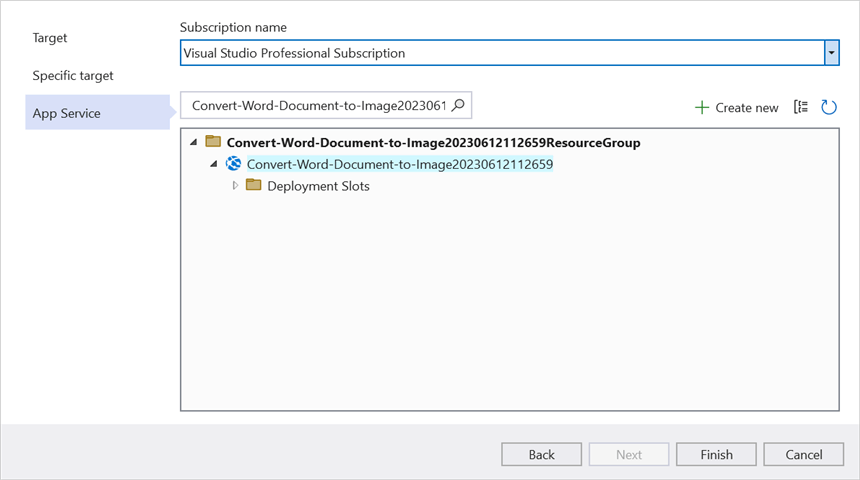 Target
Specific target
App Service
Subscription name
Visual Studio Professional Subscription
Convert-Word-Document-to-Image2023061
Create new
Convert-Word-Document-to-Image20230612112659ResourceGroup
Convert-Word-Document-to-Image20230612112659
Deployment Slots
Back
Next
Finish
Cancel